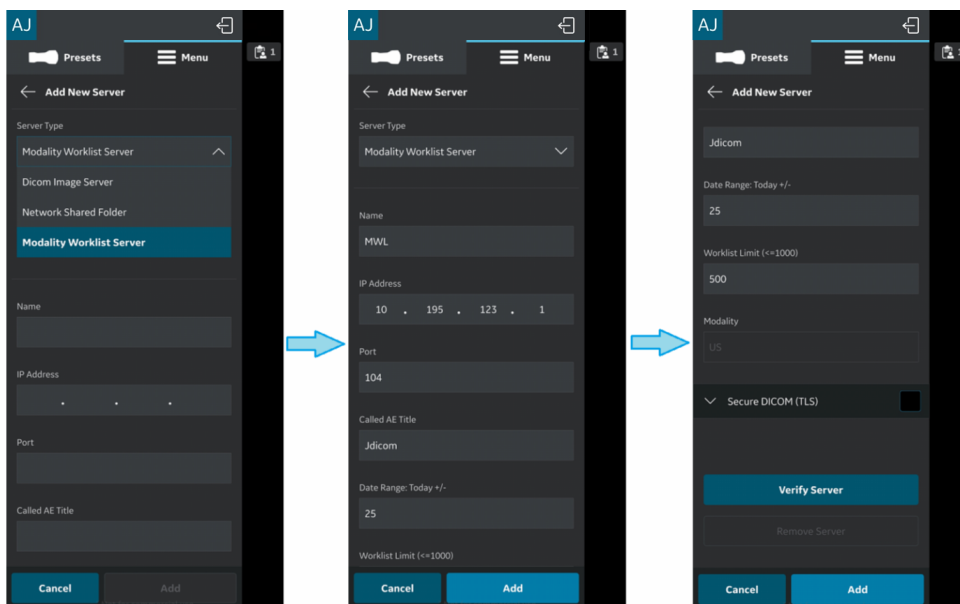 AJ
Presets
Menu
1
Add New Server
Server Type
Modality Worklist Server
Dicom Image Server
Network Shared Folder
Modality Worklist Server
Name
IP Address
. . .
Port
Called AE Title
Cancel
Add
AJ
Presets
Menu
1
Add New Server
Server Type
Modality Worklist Server
Name
MWL
IP Address
10 . 195 . 123 . 1
Port
104
Called AE Title
Jdicom
Date Range: Today +/-
25
Worklist Limit (<=1000)
Cancel
Add
AJ
Presets
Menu
1
Add New Server
Jdicom
Date Range: Today +/-
25
Worklist Limit (<=1000)
500
Modality
US
Secure DICOM (TLS)
Verify Server
Remove Server
Cancel
Add